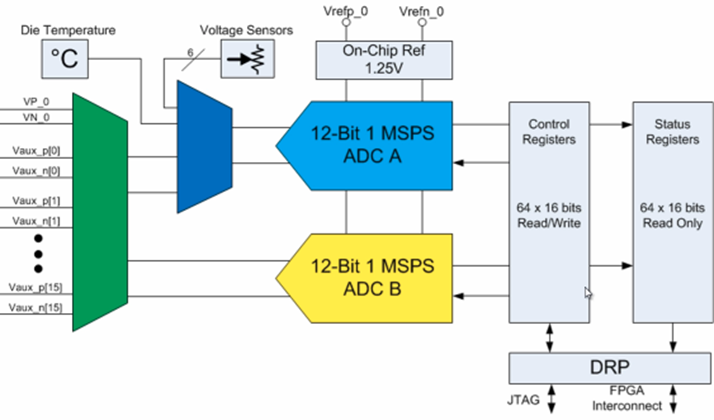 Vrefp_0
Vrefn_0
Die Temperature
Voltage Sensors
°C
6
On-Chip Ref
1.25V
VP_0
VN_0
Vaux_p[0]
Vaux_n[0]
Vaux_p[1]
Vaux_n[1]
Vaux_p[15]
Vaux_n[15]
12-Bit 1 MSPS
ADC A
12-Bit 1 MSPS
ADC B
Control
Registers
64 x 16 bits
Read/Write
Status
Registers
64 x 16 bits
Read Only
DRP
JTAG
FPGA
Interconnect